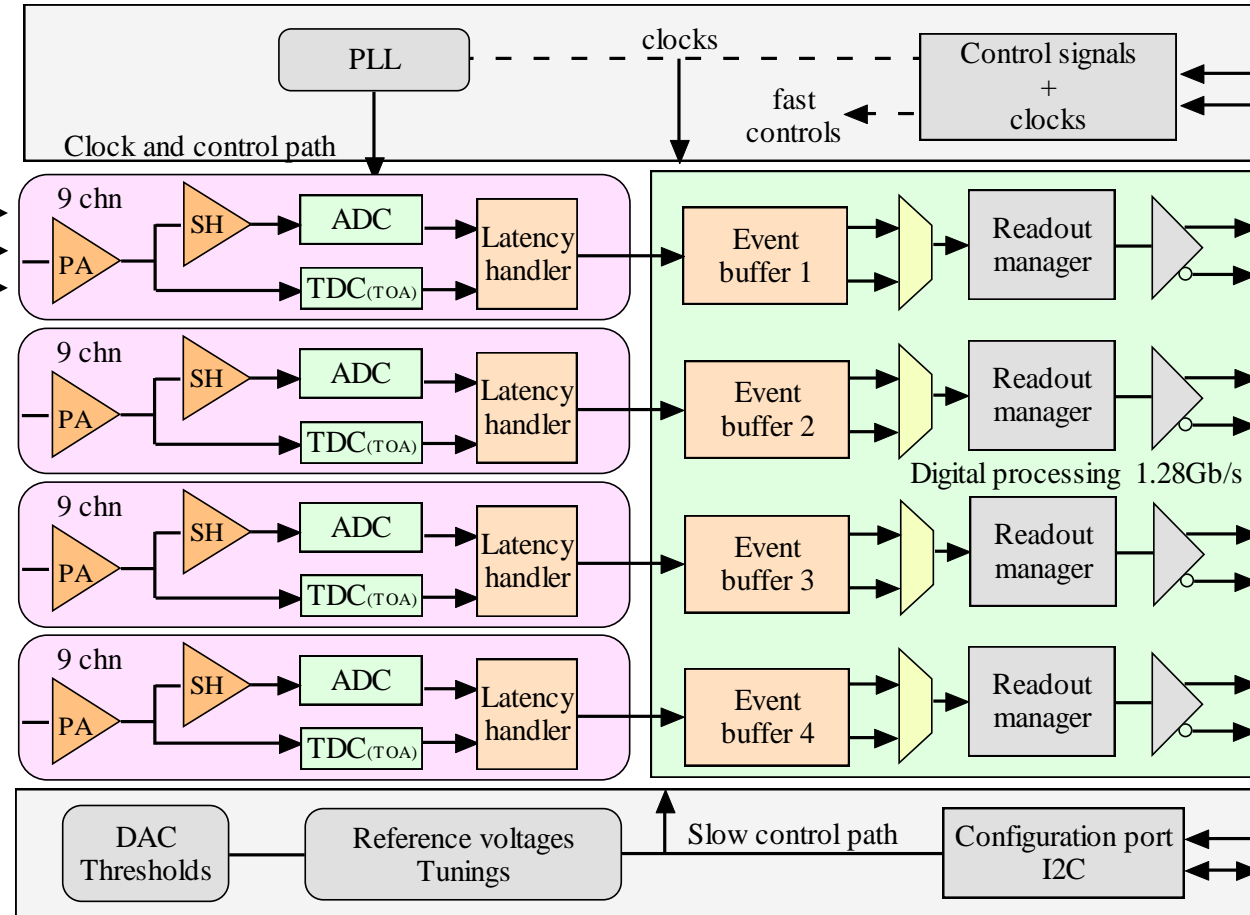 clocks
PLL
Control signals
+
clocks
fast
controls
Clock and control path
9 chn
SH
ADC
PA
TDC(TOA)
Latency
handler
Event
buffer 1
Readout
manager
9 chn
SH
ADC
PA
TDC(TOA)
Latency
handler
Event
buffer 2
Readout
manager
Digital processing 1.28Gb/s
9 chn
SH
ADC
PA
TDC(TOA)
Latency
handler
Event
buffer 3
Readout
manager
9 chn
SH
ADC
PA
TDC(TOA)
Latency
handler
Event
buffer 4
Readout
manager
DAC
Thresholds
Reference voltages
Tunings
Slow control path
Configuration port
I2C